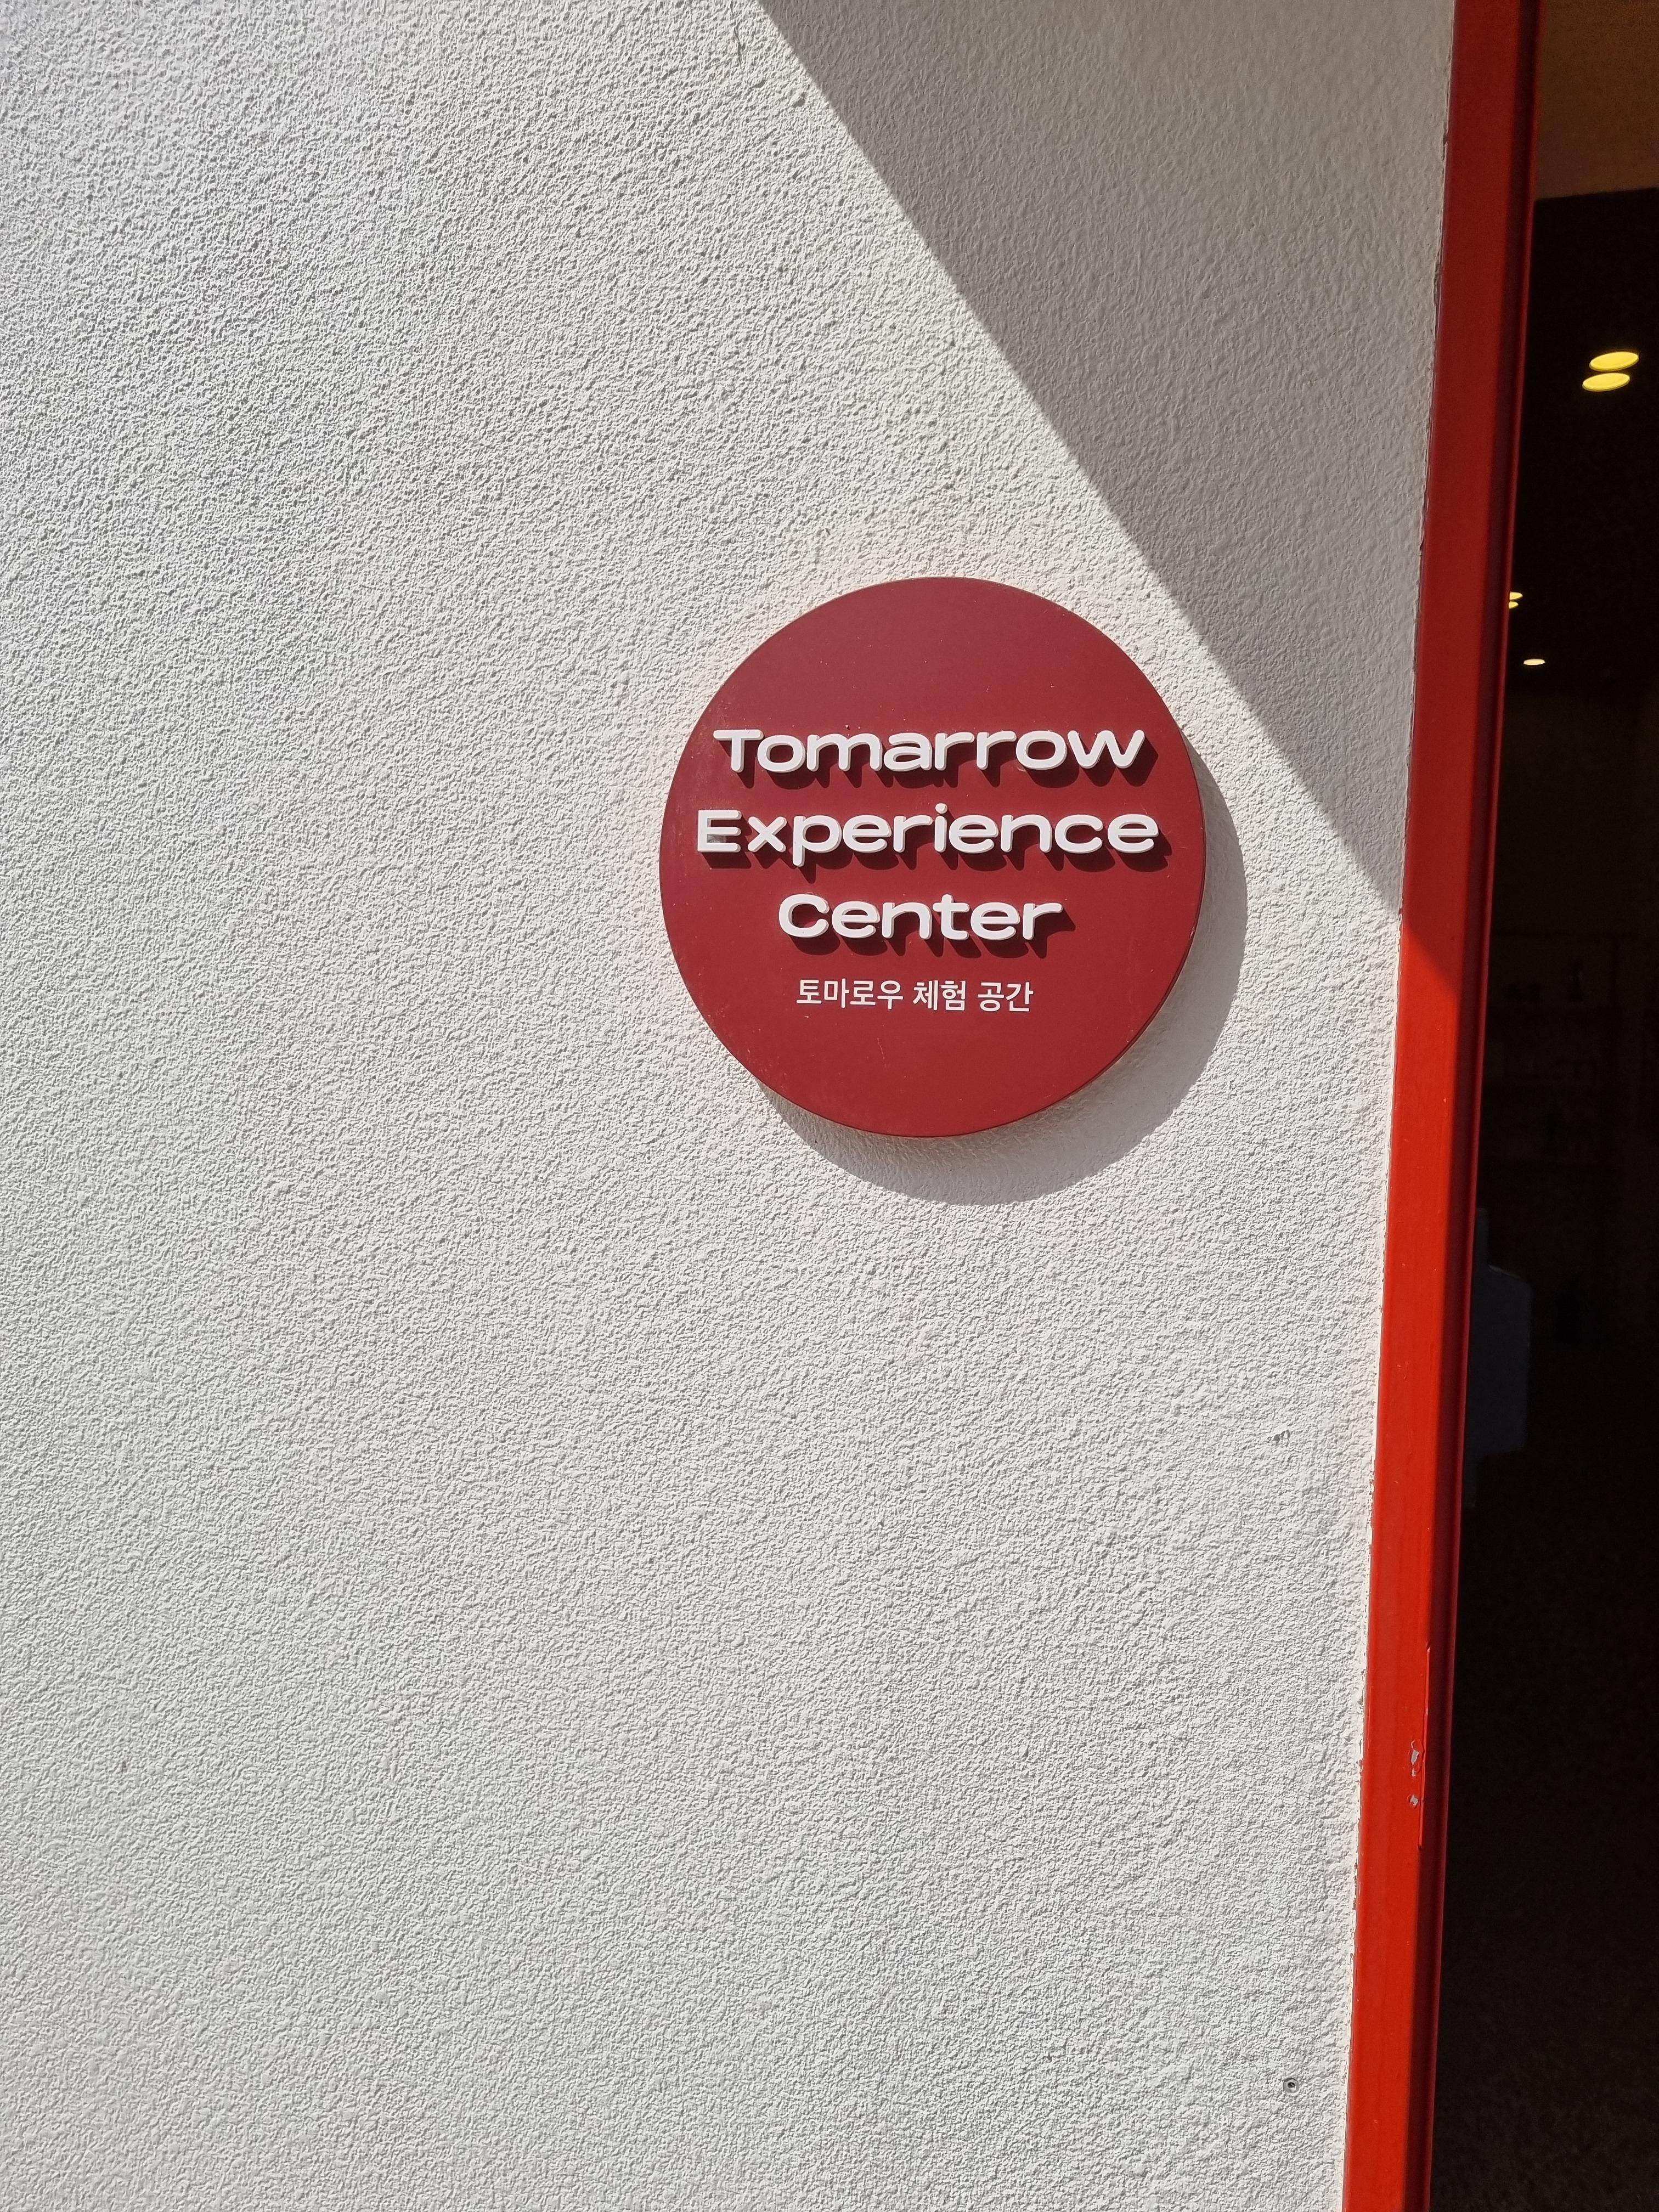 Tomarrow
Experience
Center
토마로우 체험 공간